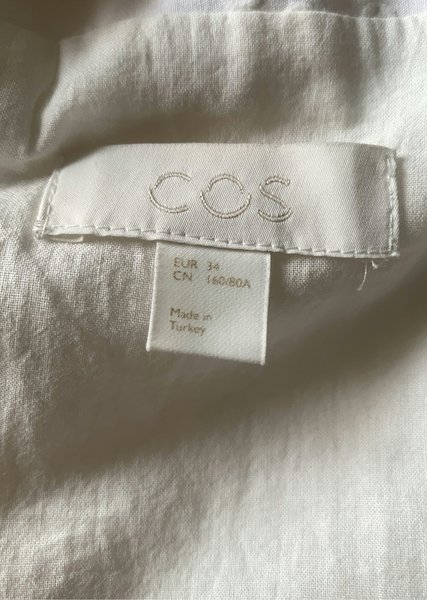 COS
EUR 34
CN 160/80A
Made in
Turkey